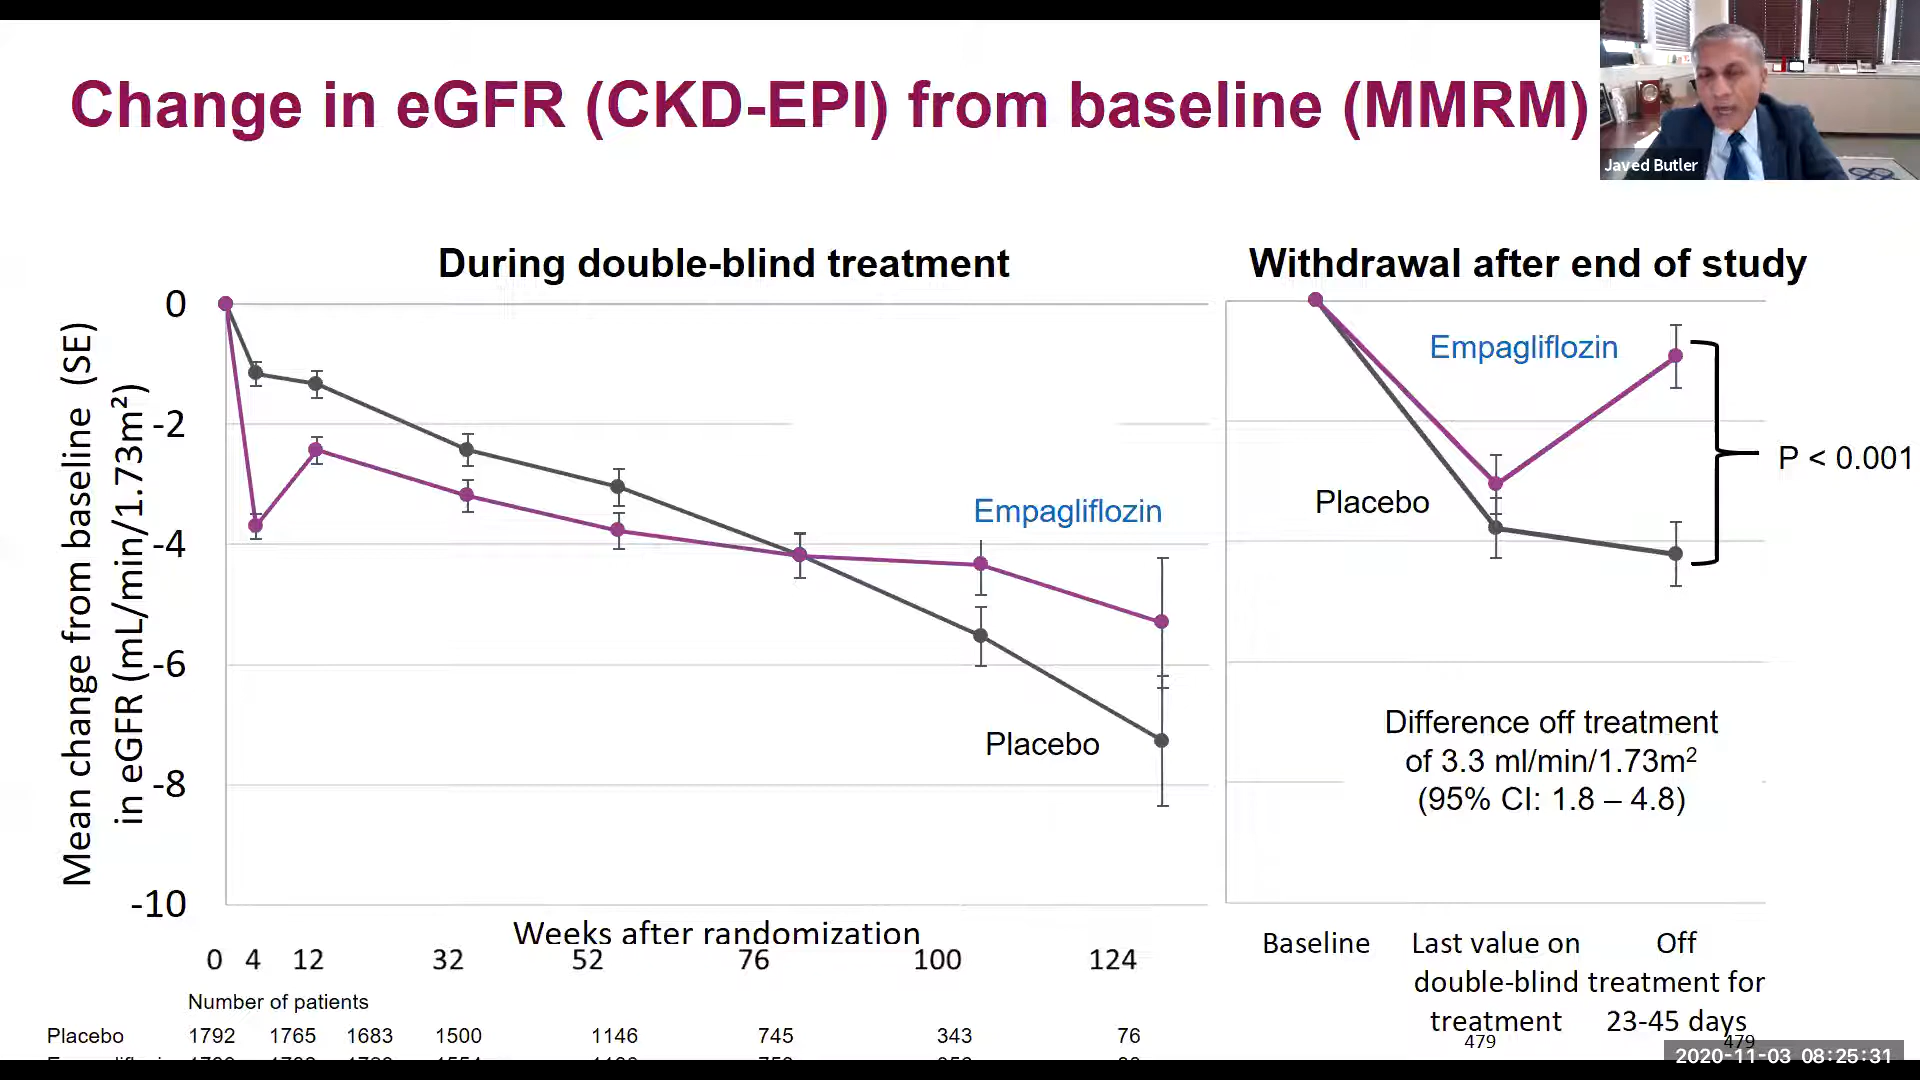 Change in eGFR (CKD-EPI) from baseline (MMRM)
Javed Butler
During double-blind treatment
Withdrawal after end of study
Mean change from baseline (SE)
in eGFR (mL/min/1.73m²)
0
-2
-4
-6
-8
-10
Empagliflozin
Placebo
Empagliflozin
Placebo
P < 0.001
Difference off treatment
of 3.3 ml/min/1.73m²
(95% CI: 1.8 – 4.8)
Weeks after randomization
0 4 12 32 52 76 100 124
Baseline
Last value on
double-blind
treatment
Off
treatment for
23-45 days
Number of patients
Placebo 1792 1765 1683 1500 1146 745 343 76
479
479
2020-11-03 08:25:31